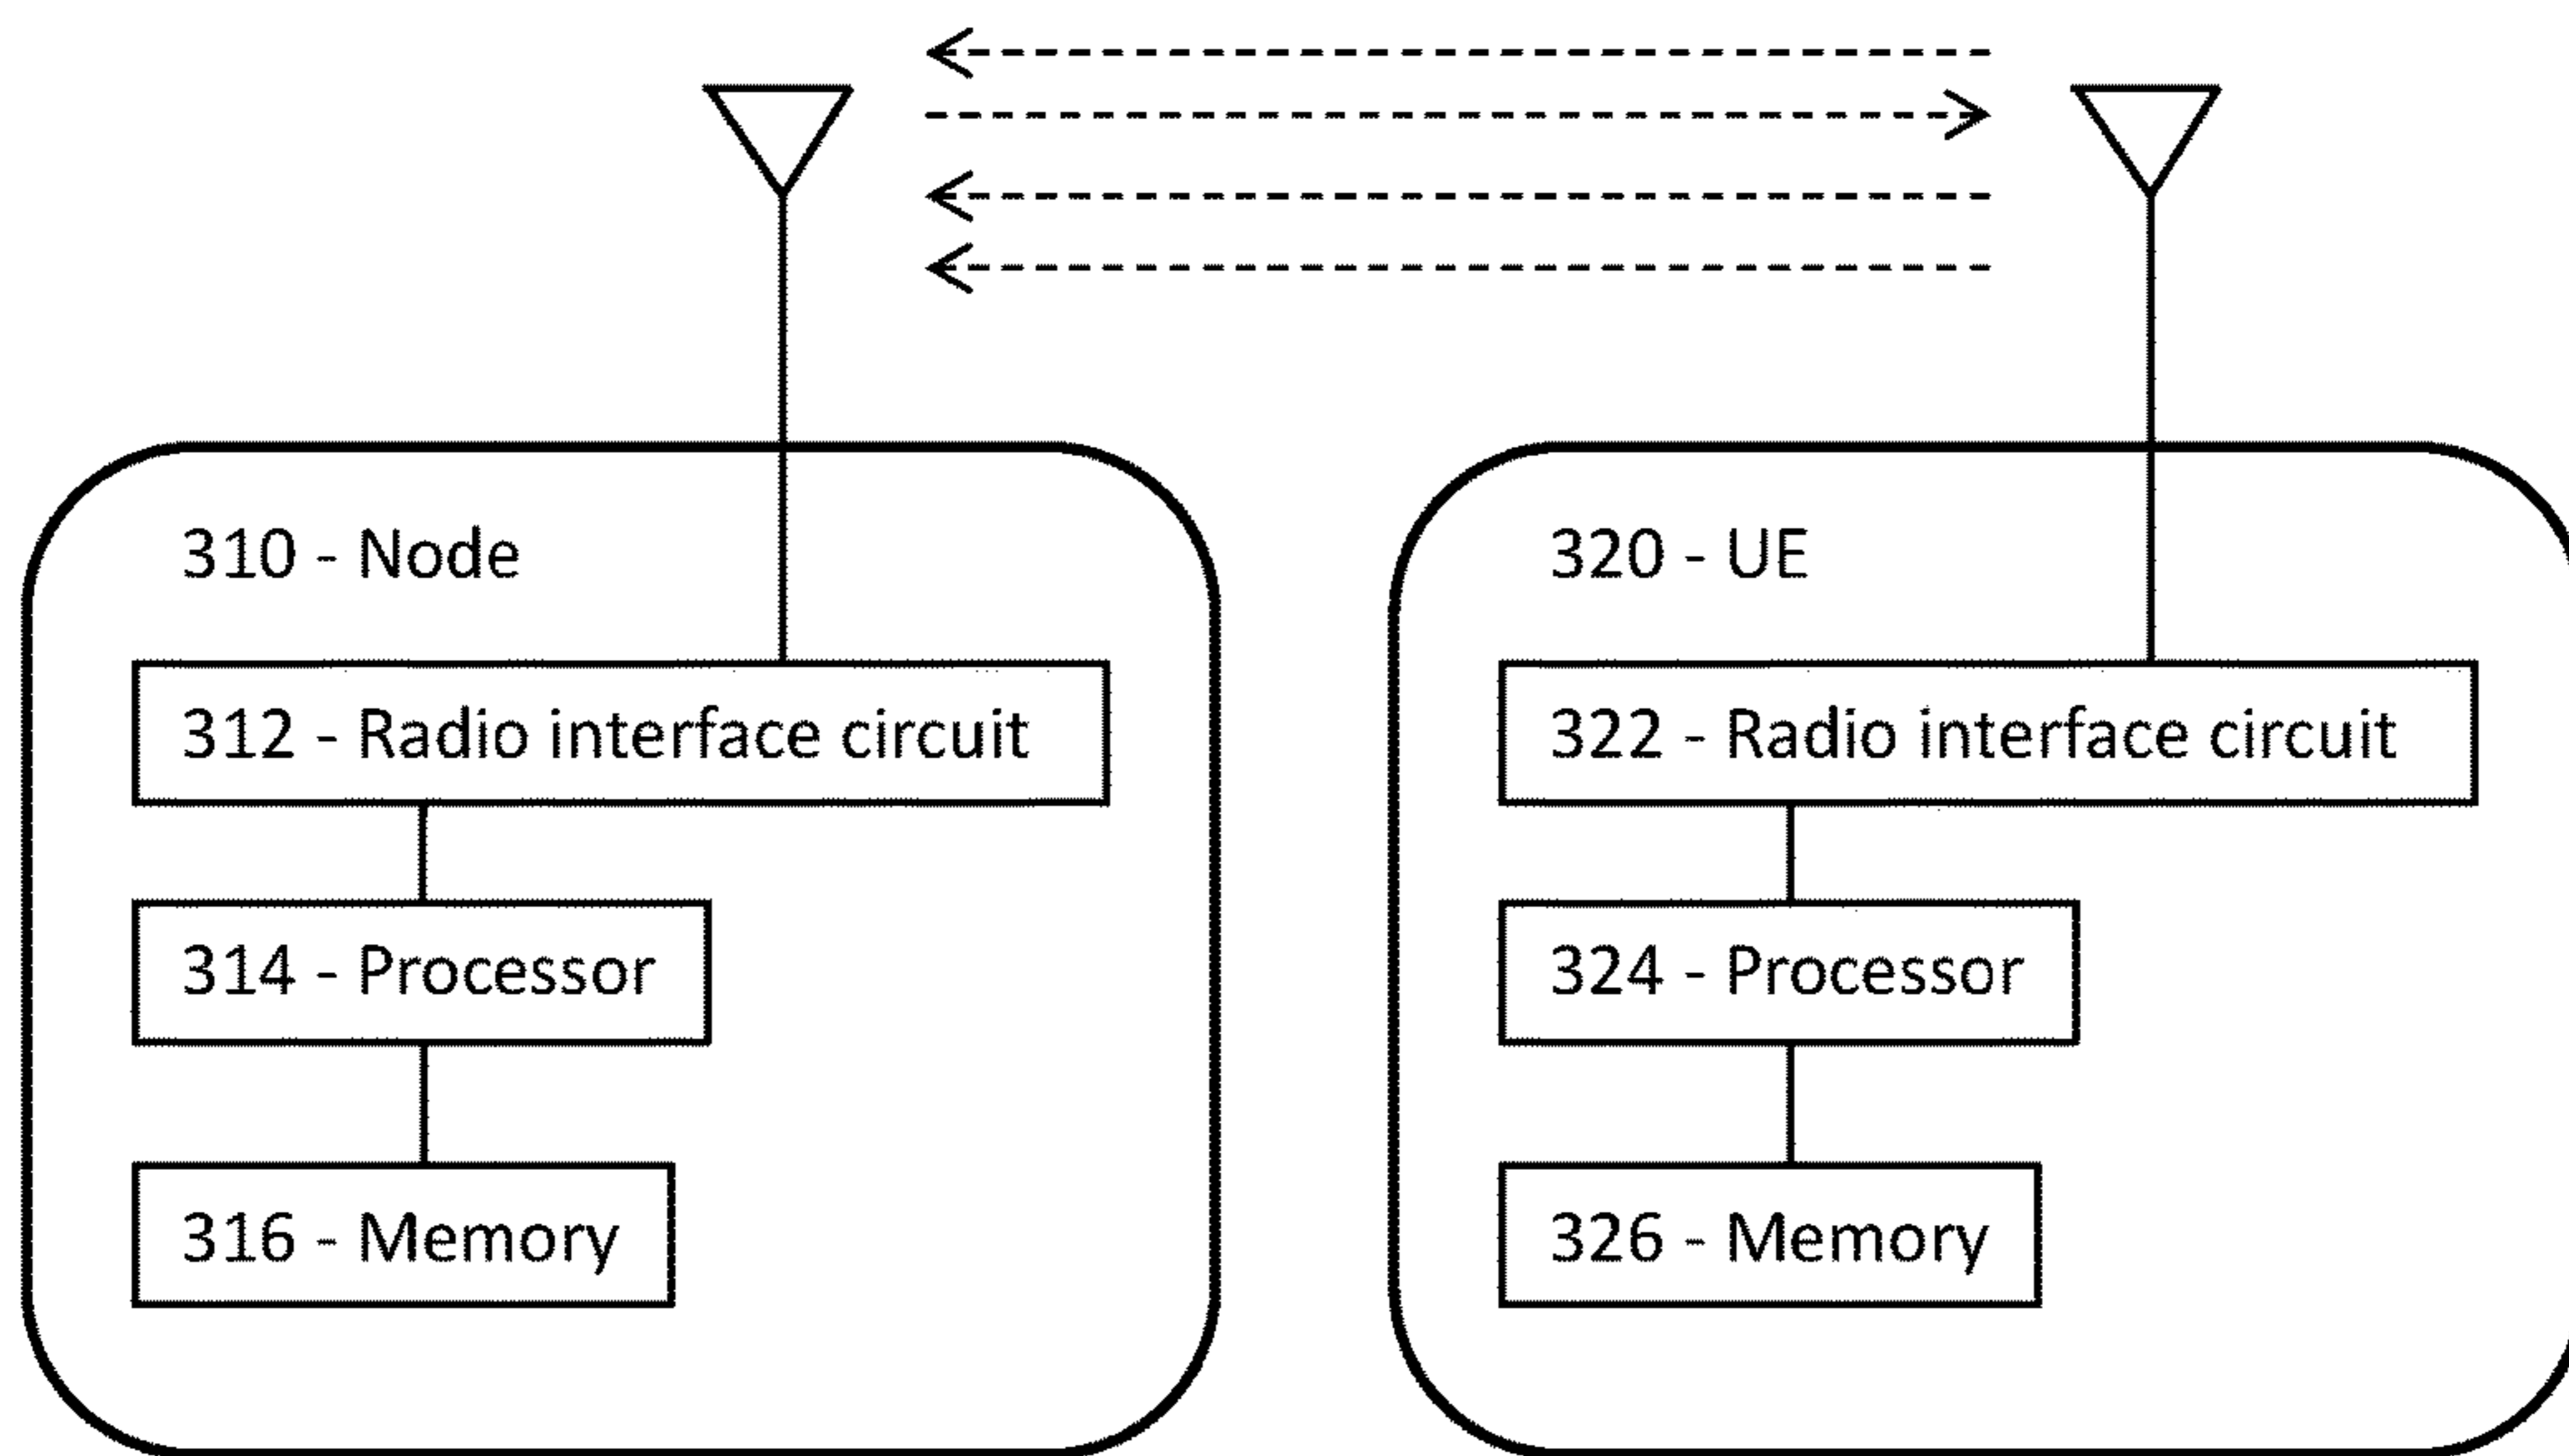 310 - Node
312 - Radio interface circuit
314 - Processor
316 - Memory
320 - UE
322 - Radio interface circuit
324 - Processor
326 - Memory